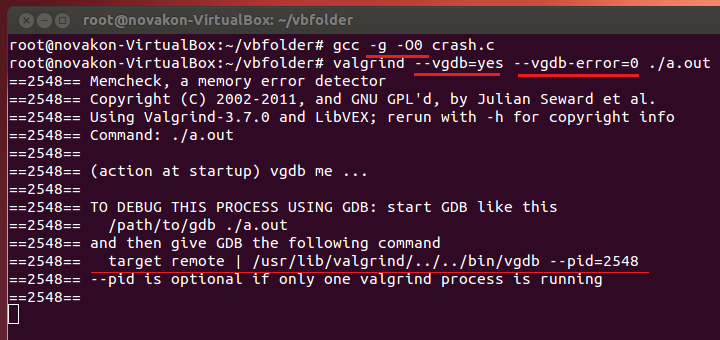 root@novakon-VirtualBox: ~/vbfolder
root@novakon-VirtualBox:~/vbfolder# gcc -g -O0 crash.c
root@novakon-VirtualBox:~/vbfolder# valgrind --vgdb=yes --vgdb-error=0 ./a.out
==2548== Memcheck, a memory error detector
==2548== Copyright (C) 2002-2011, and GNU GPL'd, by Julian Seward et al.
==2548== Using Valgrind-3.7.0 and LibVEX; rerun with -h for copyright info
==2548== Command: ./a.out
==2548==
==2548== (action at startup) vgdb me ...
==2548==
==2548== TO DEBUG THIS PROCESS USING GDB: start GDB like this
==2548==   /path/to/gdb ./a.out
==2548== and then give GDB the following command
==2548==   target remote | /usr/lib/valgrind/../../bin/vgdb --pid=2548
==2548== --pid is optional if only one valgrind process is running
==2548==